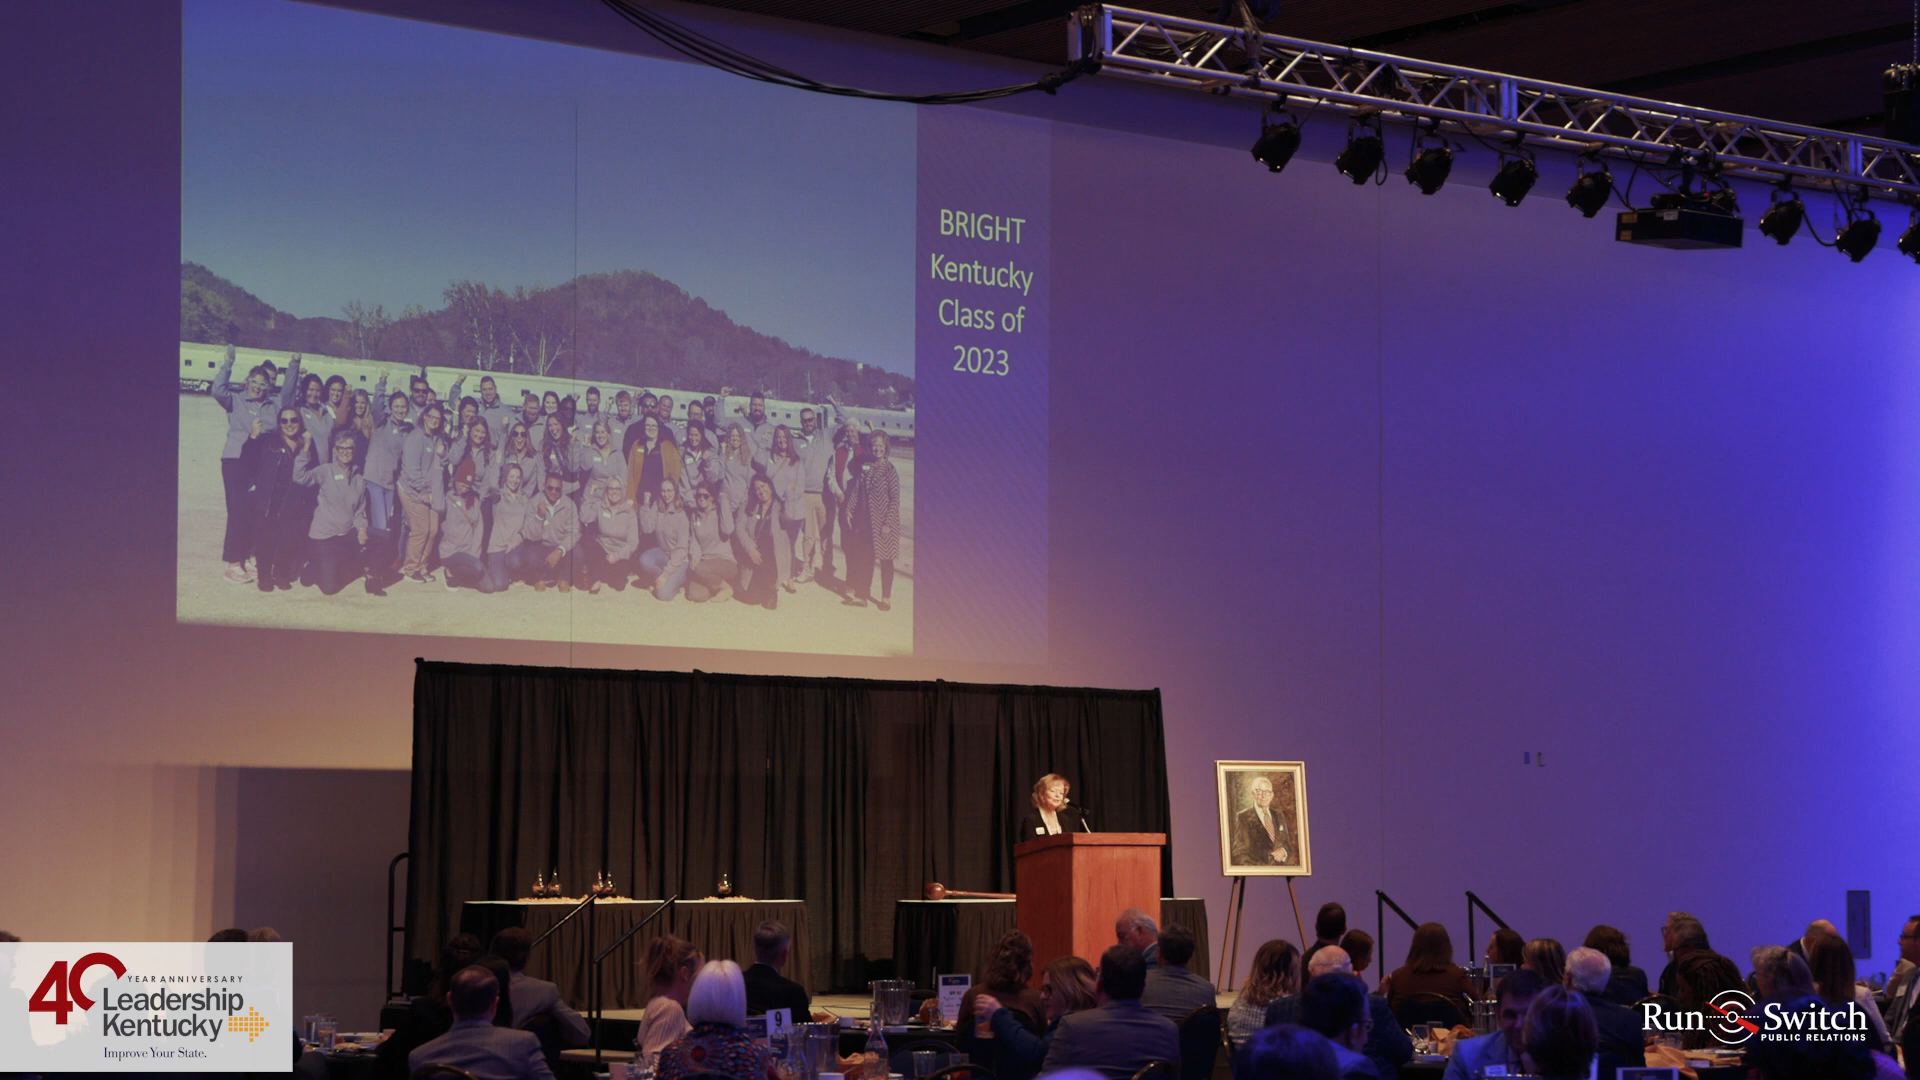 BRIGHT
Kentucky
Class of
2023
9
40 YEAR ANNIVERSARY
Leadership
Kentucky
Improve Your State.
Run Switch
PUBLIC RELATIONS